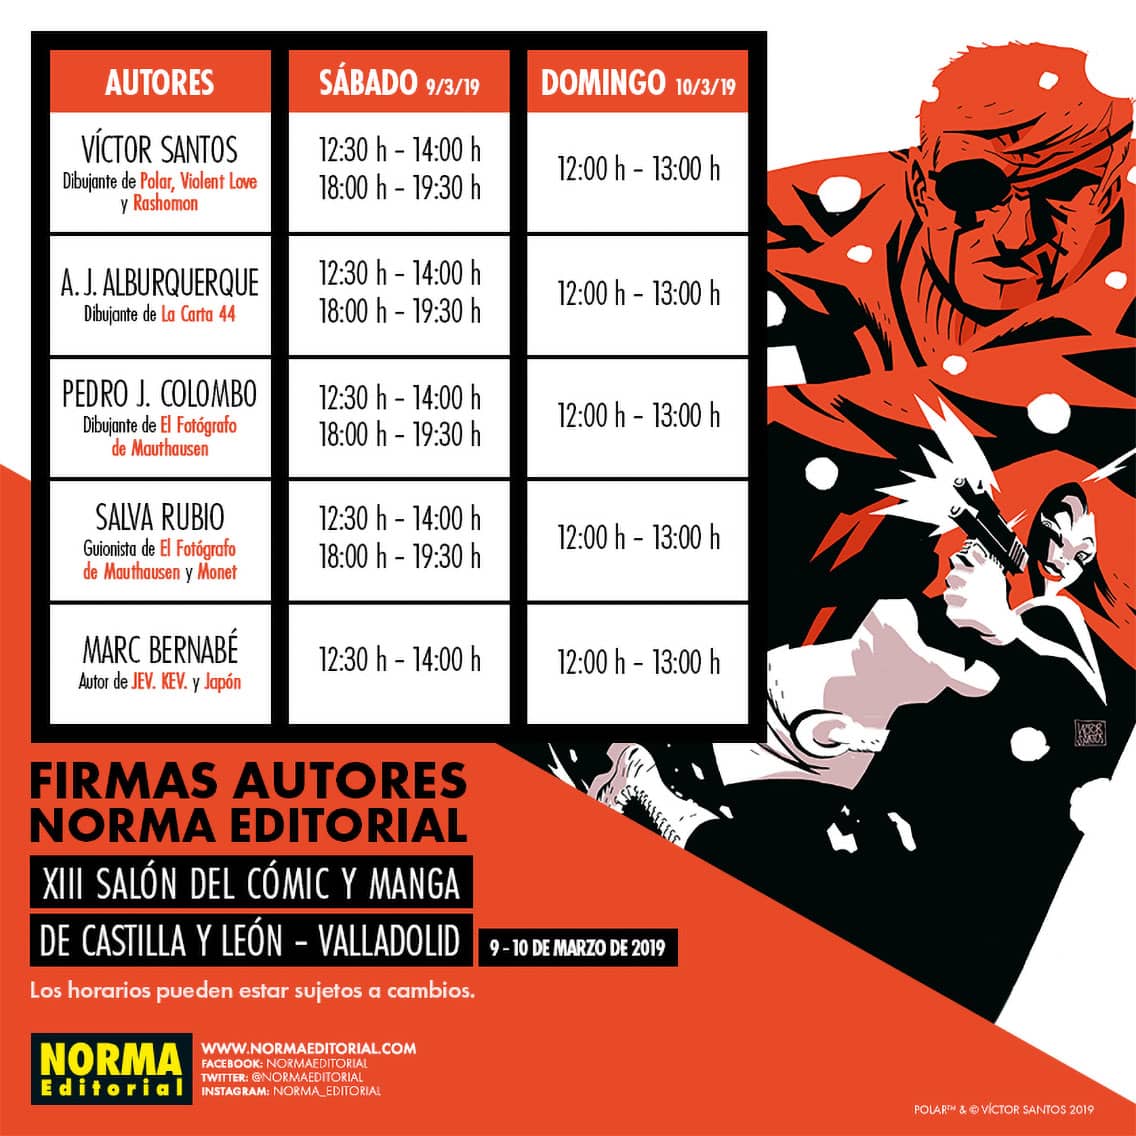 AUTORES
SÁBADO 9/3/19
DOMINGO 10/3/19
VÍCTOR SANTOS
Dibujante de Polar, Violent Love
y Rashomon
12:30 h – 14:00 h
18:00 h – 19:30 h
12:00 h – 13:00 h
A. J. ALBURQUERQUE
Dibujante de La Carta 44
12:30 h – 14:00 h
18:00 h – 19:30 h
12:00 h – 13:00 h
PEDRO J. COLOMBO
Dibujante de El Fotógrafo
de Mauthausen
12:30 h – 14:00 h
18:00 h – 19:30 h
12:00 h – 13:00 h
SALVA RUBIO
Guionista de El Fotógrafo
de Mauthausen y Monet
12:30 h – 14:00 h
18:00 h – 19:30 h
12:00 h – 13:00 h
MARC BERNABÉ
Autor de JEV. KEV. y Japón
12:30 h – 14:00 h
12:00 h – 13:00 h
VICTOR
SANTOS
FIRMAS AUTORES
NORMA EDITORIAL
XIII SALÓN DEL CÓMIC Y MANGA
DE CASTILLA Y LEÓN – VALLADOLID
9 - 10 DE MARZO DE 2019
Los horarios pueden estar sujetos a cambios.
NORMA
Editorial
WWW.NORMAEDITORIAL.COM
FACEBOOK: NORMAEDITORIAL
TWITTER: @NORMAEDITORIAL
INSTAGRAM: NORMA_EDITORIAL
POLAR™ & © VÍCTOR SANTOS 2019